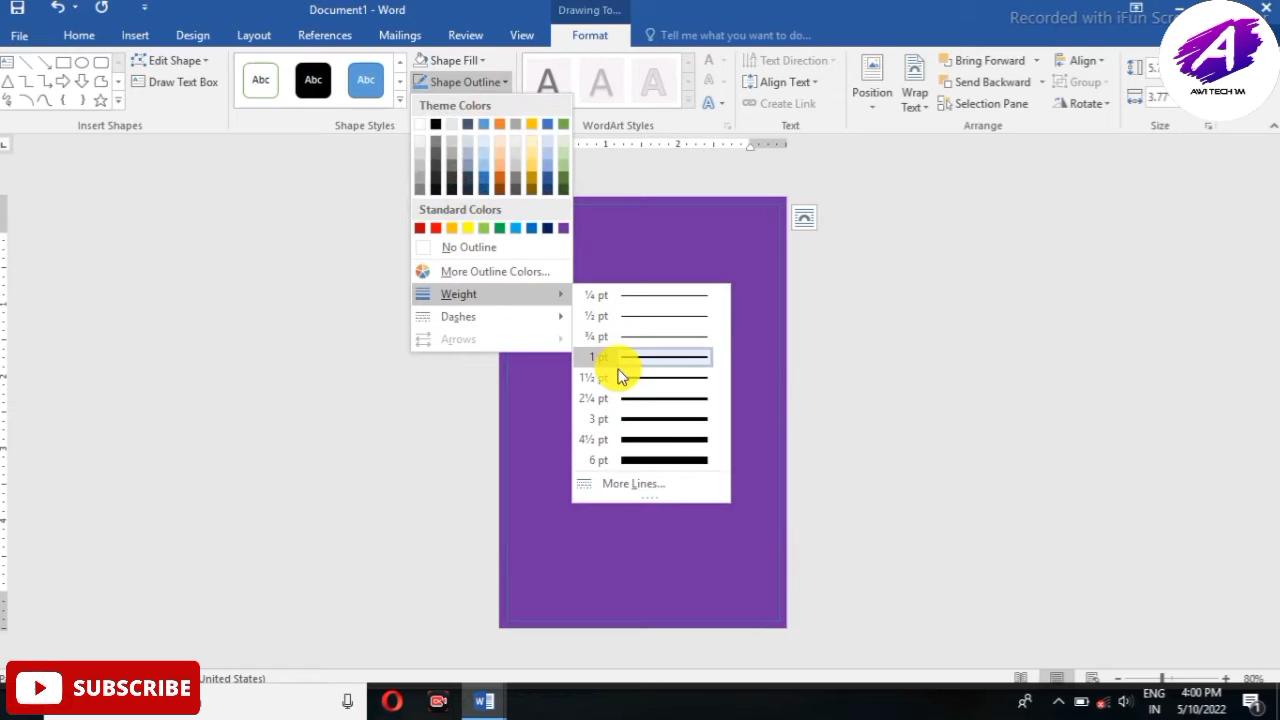 Document1 - Word
Drawing To...
Recorded with iFun Scre
File Home Insert Design Layout References Mailings Review View Format Tell me what you want to do...
AWI TECH 1M
Edit Shape
Draw Text Box
Insert Shapes
Abc Abc Abc
Shape Fill
Shape Outline
Shape Styles
A A A
WordArt Styles
Text Direction
Align Text
Create Link
Text
Position
Wrap Text
Bring Forward
Send Backward
Selection Pane
Align
Group
Rotate
Arrange
3.77
Size
Theme Colors
Standard Colors
No Outline
More Outline Colors...
Weight
Dashes
Arrows
1 2
¼ pt
½ pt
¾ pt
1 pt
1½ pt
2¼ pt
3 pt
4½ pt
6 pt
More Lines...
United States)
80%
SUBSCRIBE
ENG
IN
4:00 PM
5/10/2022